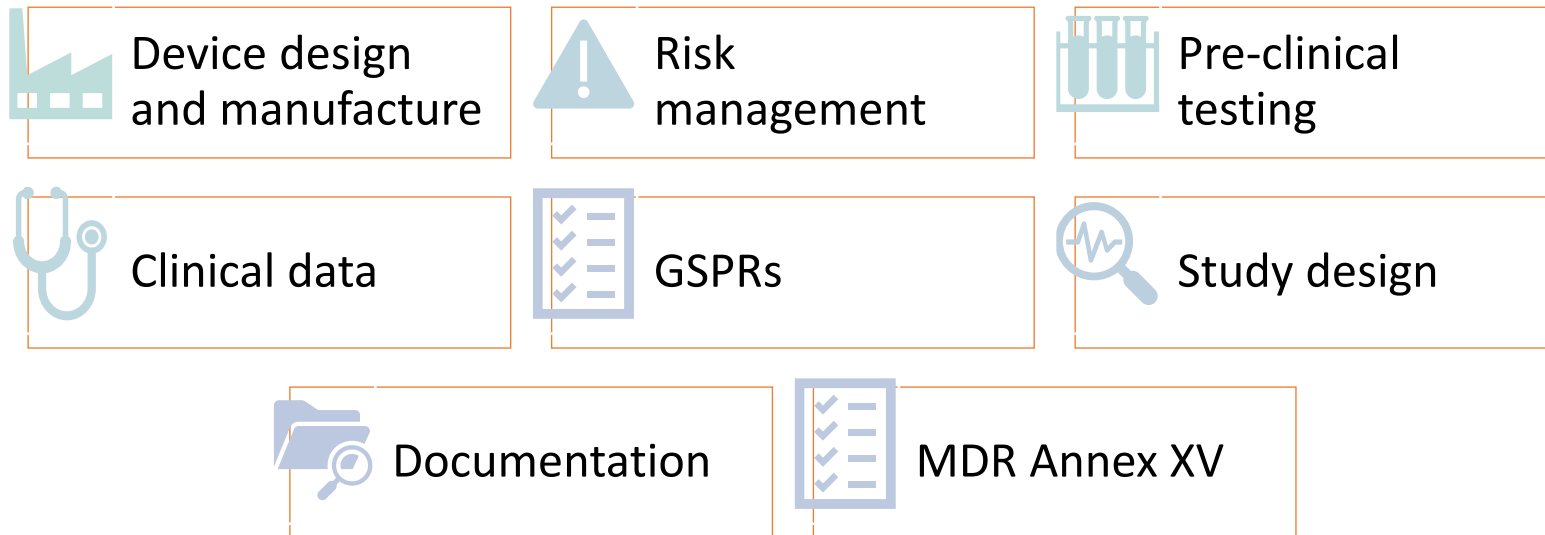 Device design
and manufacture
Risk
management
Pre-clinical
testing
Clinical data
GSPRs
Study design
Documentation
MDR Annex XV